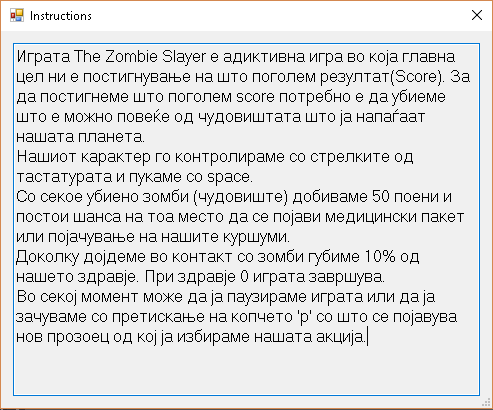 Instructions
Играта The Zombie Slayer е адиктивна игра во која главна
цел ни е постигнување на што поголем резултат(Score). За
да постигнеме што поголем score потребно е да убиеме
што е можно повеќе од чудовиштата што ја напаѓаат
нашата планета.
Нашиот карактер го контролираме со стрелките од
тастатурата и пукаме со space.
Со секое убиено зомби (чудовиште) добиваме 50 поени и
постои шанса на тоа место да се појави медицински пакет
или појачување на нашите куршуми.
Доколку дојдеме во контакт со зомби губиме 10% од
нашето здравје. При здравје 0 играта завршува.
Во секој момент може да ја паузираме играта или да ја
зачуваме со претискање на копчето 'p' со што се појавува
нов прозоец од кој ја избираме нашата акција.